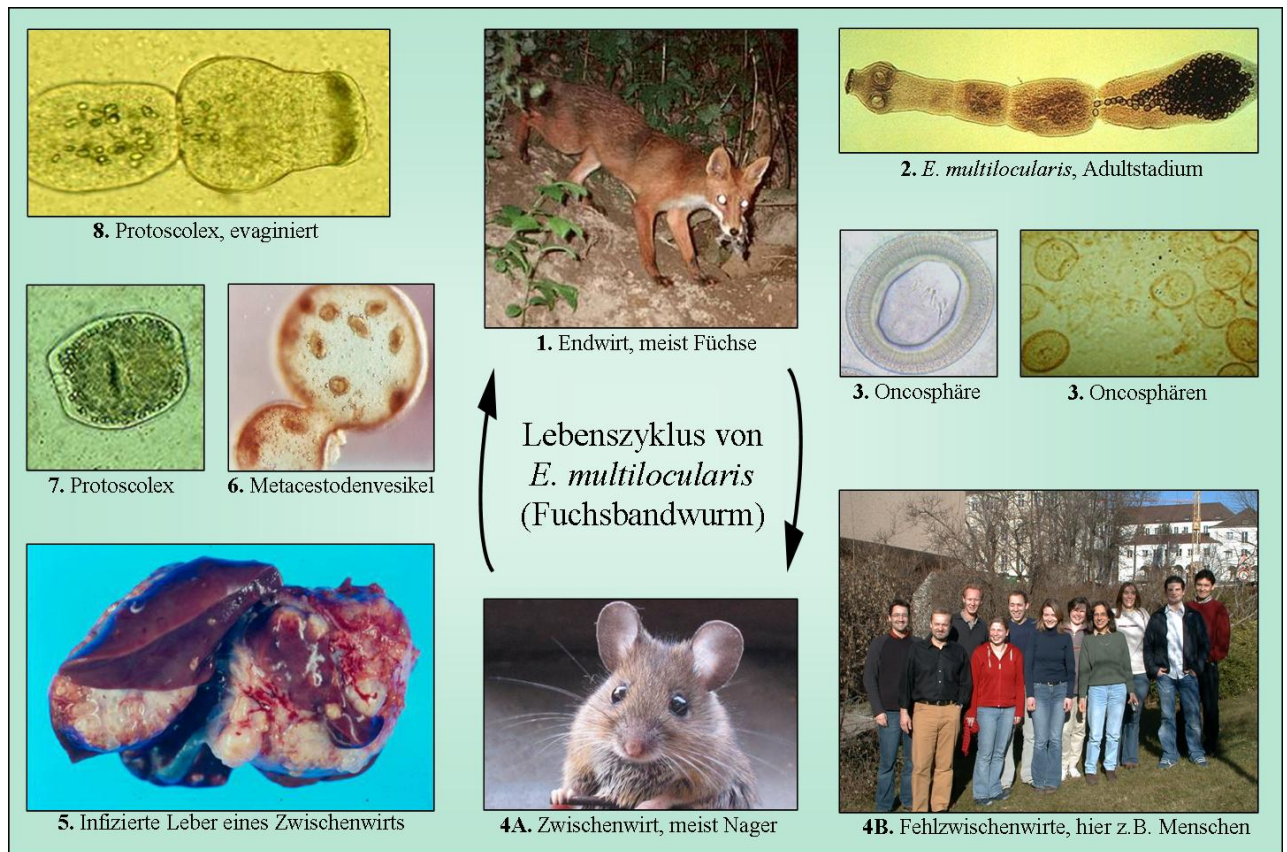 8. Protoscolex, evaginiert
1. Endwirt, meist Füchse
2. E. multilocularis, Adultstadium
3. Oncosphäre
3. Oncosphären
7. Protoscolex
6. Metacestodenvesikel
Lebenszyklus von
E. multilocularis
(Fuchsbandwurm)
5. Infizierte Leber eines Zwischenwirts
4A. Zwischenwirt, meist Nager
4B. Fehlzwischenwirte, hier z.B. Menschen